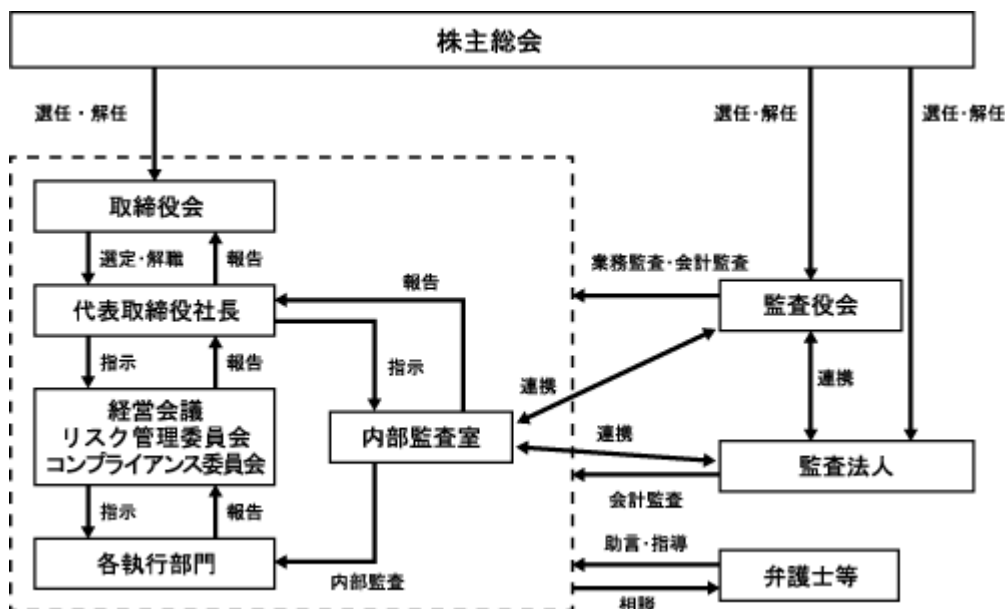 株主総会
選任・解任
選任・解任
選任・解任
取締役会
選定・解職
報告
業務監査・会計監査
報告
代表取締役社長
監査役会
指示
報告
指示
連携
連携
経営会議
リスク管理委員会
コンプライアンス委員会
内部監査室
連携
監査法人
指示
報告
会計監査
各執行部門
内部監査
助言・指導
弁護士等
相談